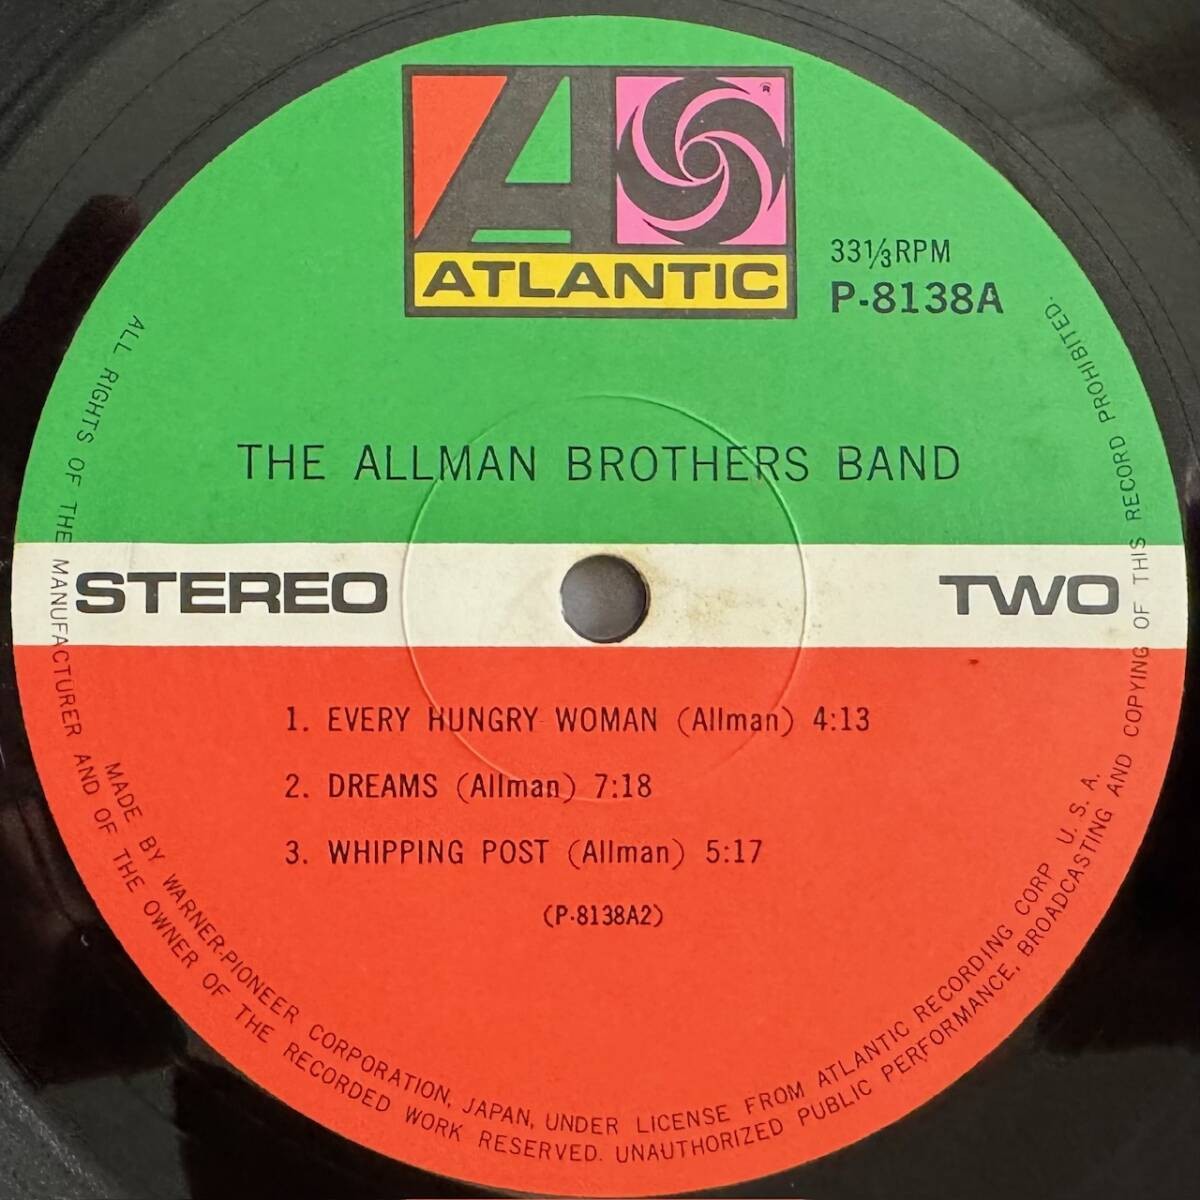 ATLANTIC
®
33⅓RPM
P-8138A
THE ALLMAN BROTHERS BAND
STEREO
TWO
1. EVERY HUNGRY WOMAN (Allman) 4:13
2. DREAMS (Allman) 7:18
3. WHIPPING POST (Allman) 5:17
(P-8138A2)
MADE BY WARNER-PIONEER CORPORATION, JAPAN, UNDER LICENSE FROM ATLANTIC RECORDING CORP U. S. A.
ALL RIGHTS OF THE MANUFACTURER AND OF THE OWNER OF THE RECORDED WORK RESERVED. UNAUTHORIZED PUBLIC PERFORMANCE, BROADCASTING AND COPYING OF THIS RECORD PROHIBITED.